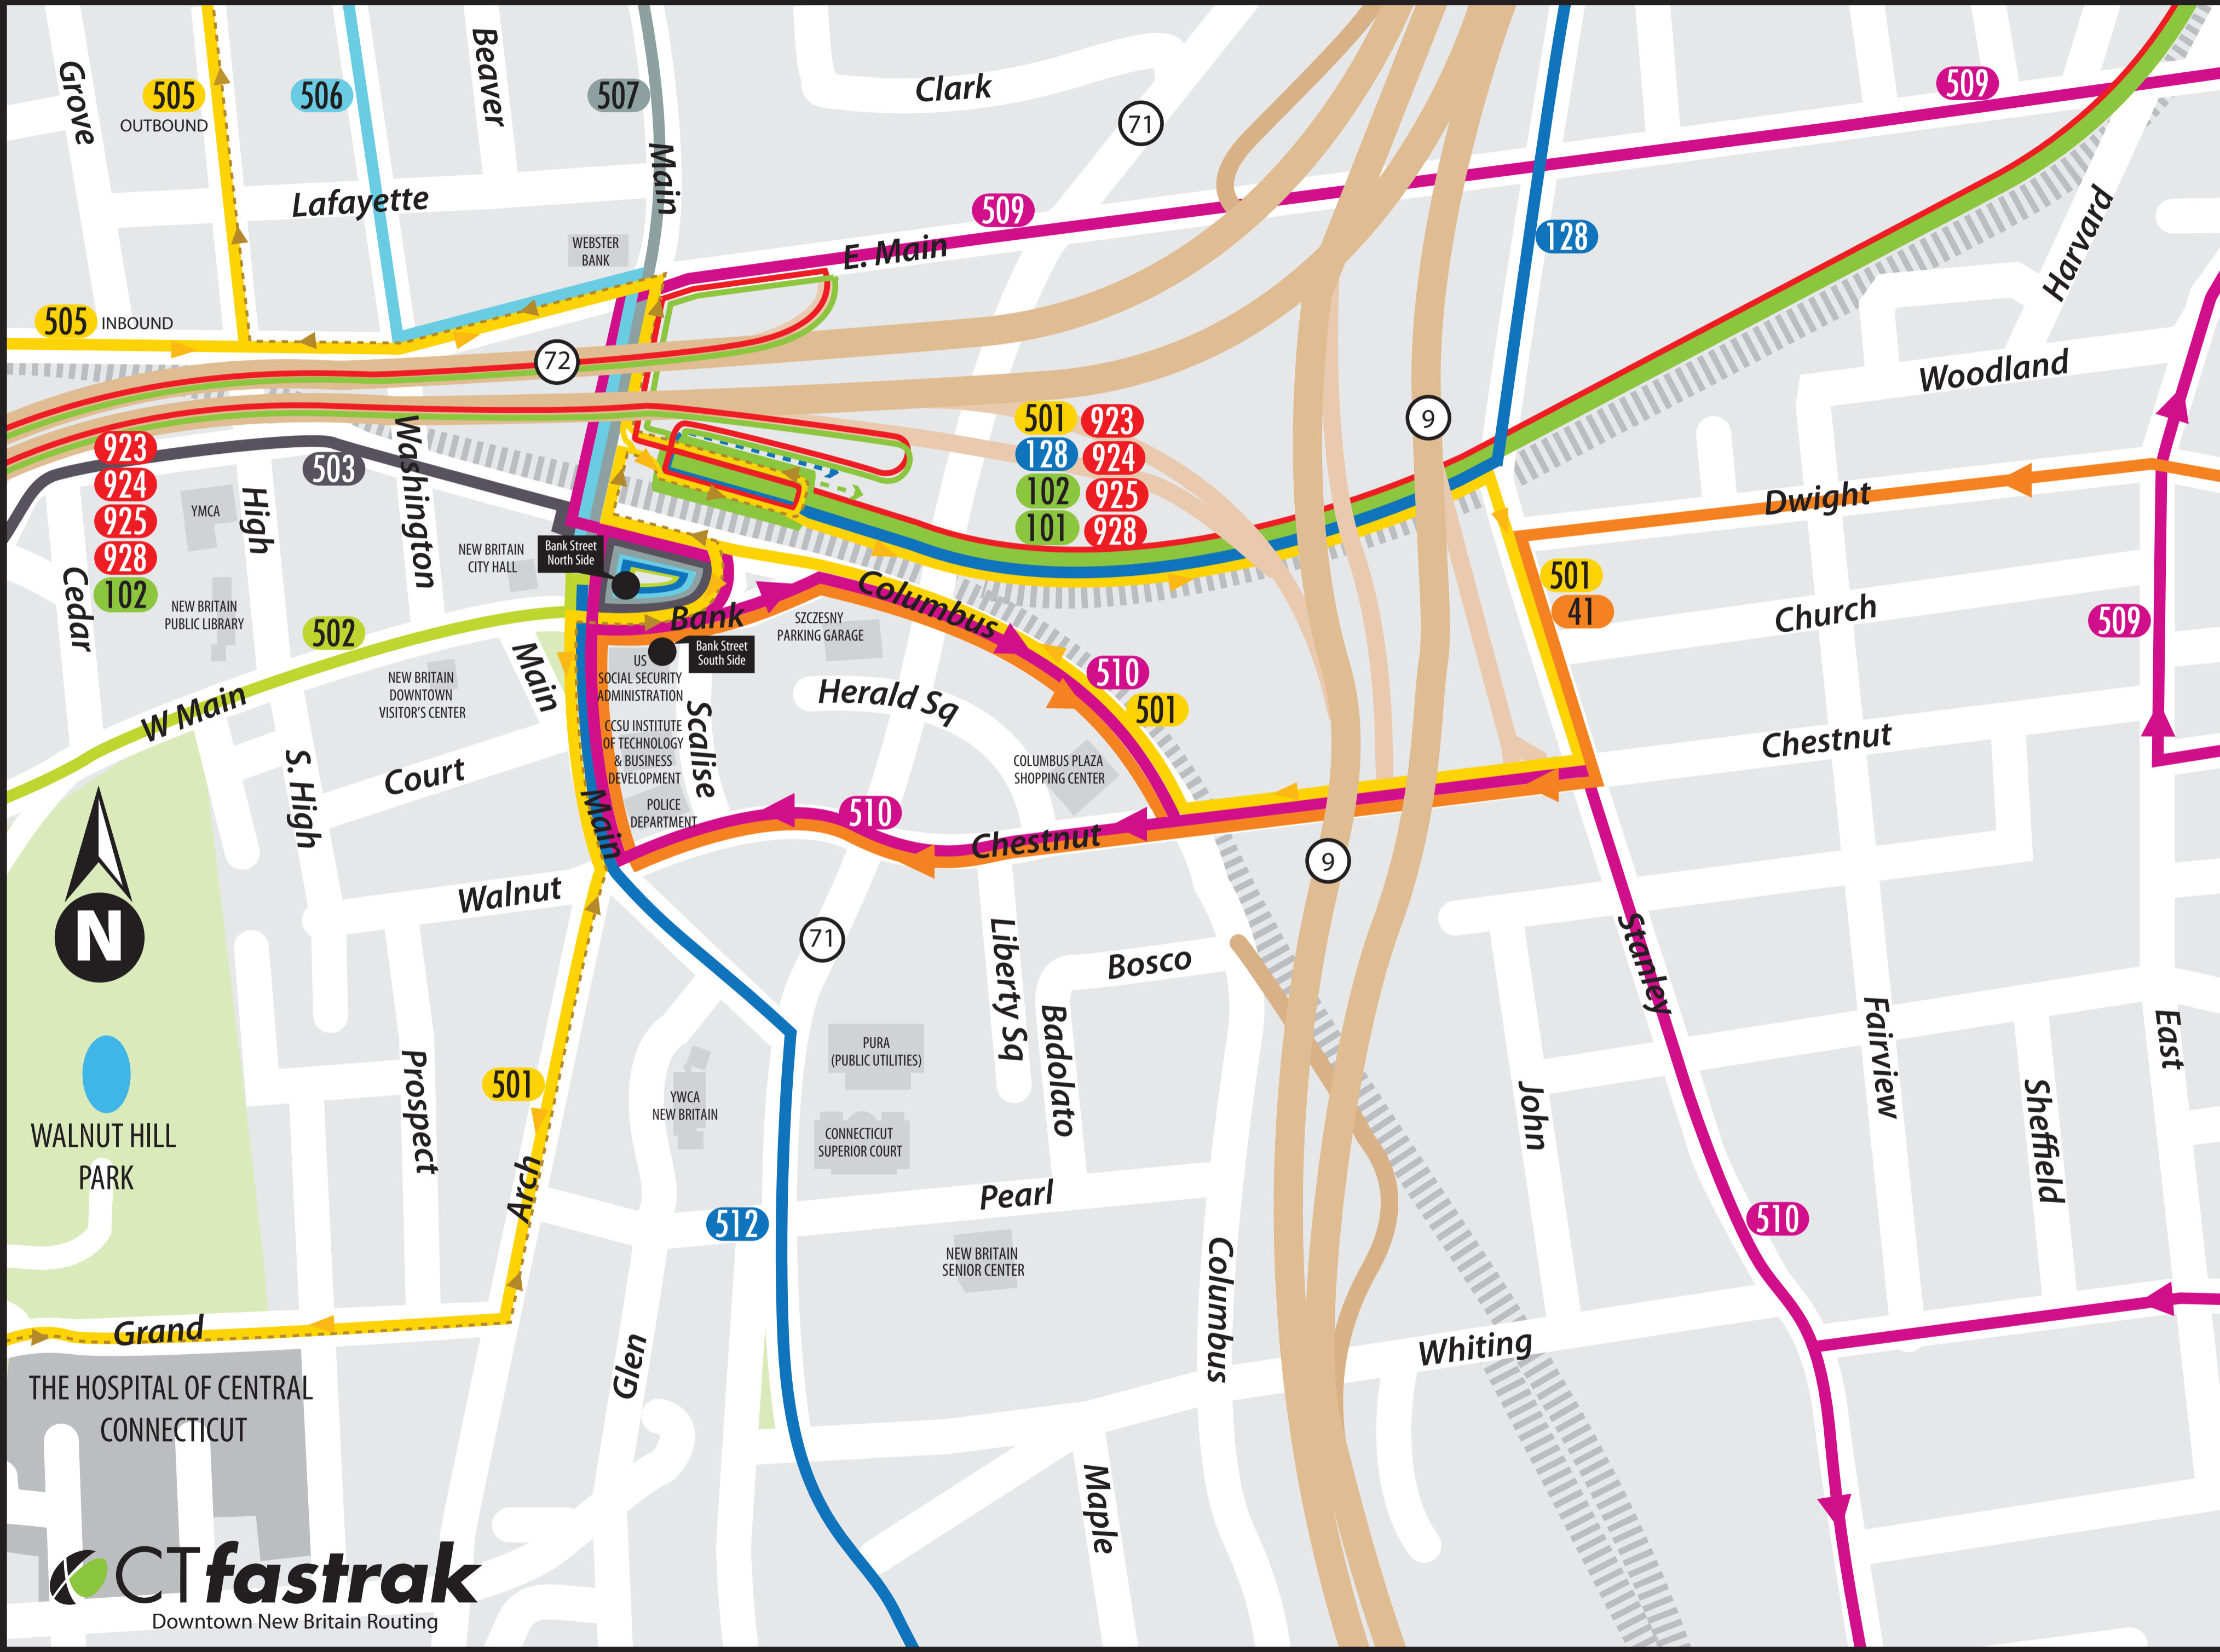 Grove
505
OUTBOUND
506
Beaver
507
Main
Clark
71
509
128
509
Lafayette
WEBSTER
BANK
E. Main
Harvard
505 INBOUND
72
Woodland
9
501 923
128 924
102 925
101 928
923
924
925
928
102
503
Washington
YMCA
High
NEW BRITAIN
CITY HALL
Bank Street
North Side
Dwight
Cedar
NEW BRITAIN
PUBLIC LIBRARY
502
Bank
Columbus
SZCZESNY
PARKING GARAGE
Bank Street
South Side
501
41
Church
509
W Main
NEW BRITAIN
DOWNTOWN
VISITOR'S CENTER
Main
US
SOCIAL SECURITY
ADMINISTRATION
CCSU INSTITUTE
OF TECHNOLOGY
& BUSINESS
DEVELOPMENT
POLICE
DEPARTMENT
Scalise
Herald Sq
510
501
COLUMBUS PLAZA
SHOPPING CENTER
Chestnut
S. High
Court
Main
510
Chestnut
9
N
Walnut
71
Liberty Sq
Bosco
Badolato
Stanley
Fairview
East
WALNUT HILL
PARK
Prospect
501
Arch
YWCA
NEW BRITAIN
PURA
(PUBLIC UTILITIES)
CONNECTICUT
SUPERIOR COURT
John
Sheffield
512
Pearl
NEW BRITAIN
SENIOR CENTER
Columbus
510
Grand
Glen
Whiting
THE HOSPITAL OF CENTRAL
CONNECTICUT
Maple
CTfastrak
Downtown New Britain Routing